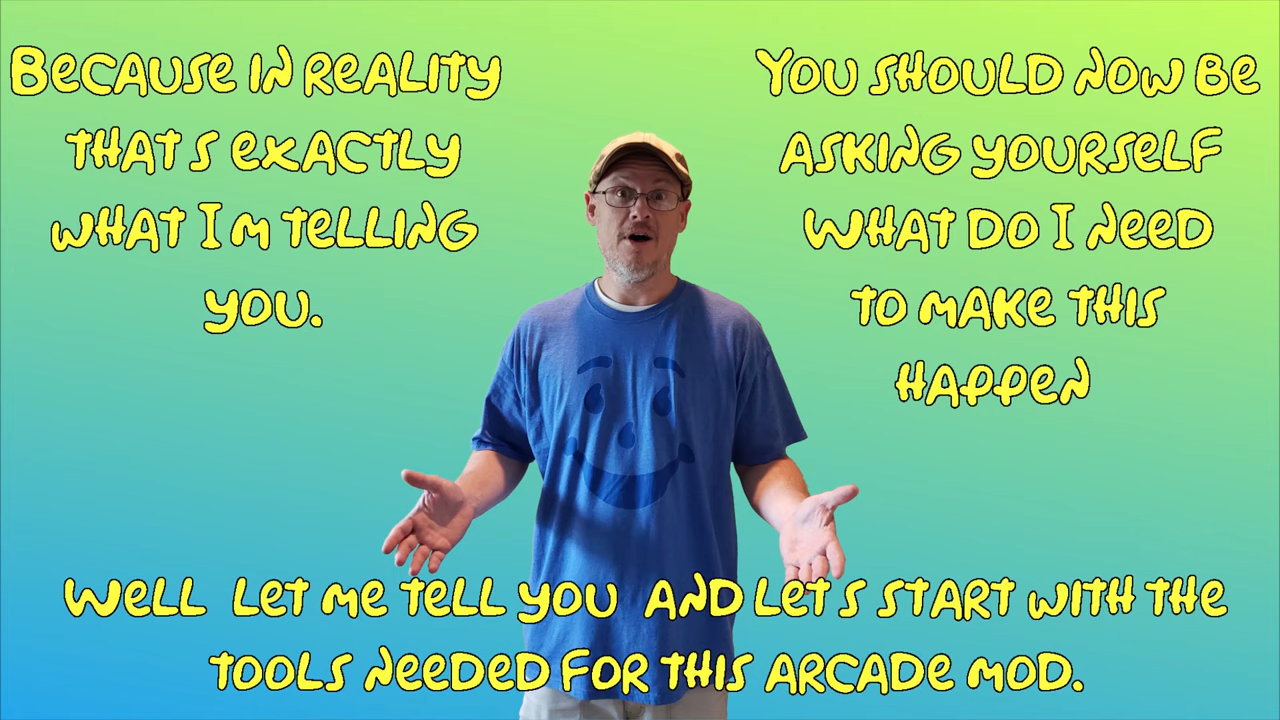 Because in reality
that s exactly
what I m telling
you.
You should now be
asking yourself
what do I need
to make this
happen
Well let me tell you and let s start with the
tools needed for this arcade mod.